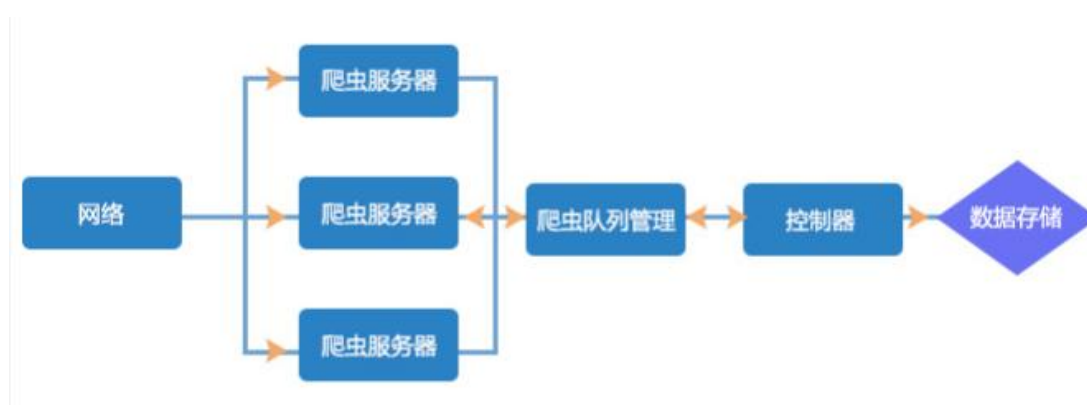 爬虫服务器
网络
爬虫服务器
爬虫队列管理
控制器
数据存储
爬虫服务器